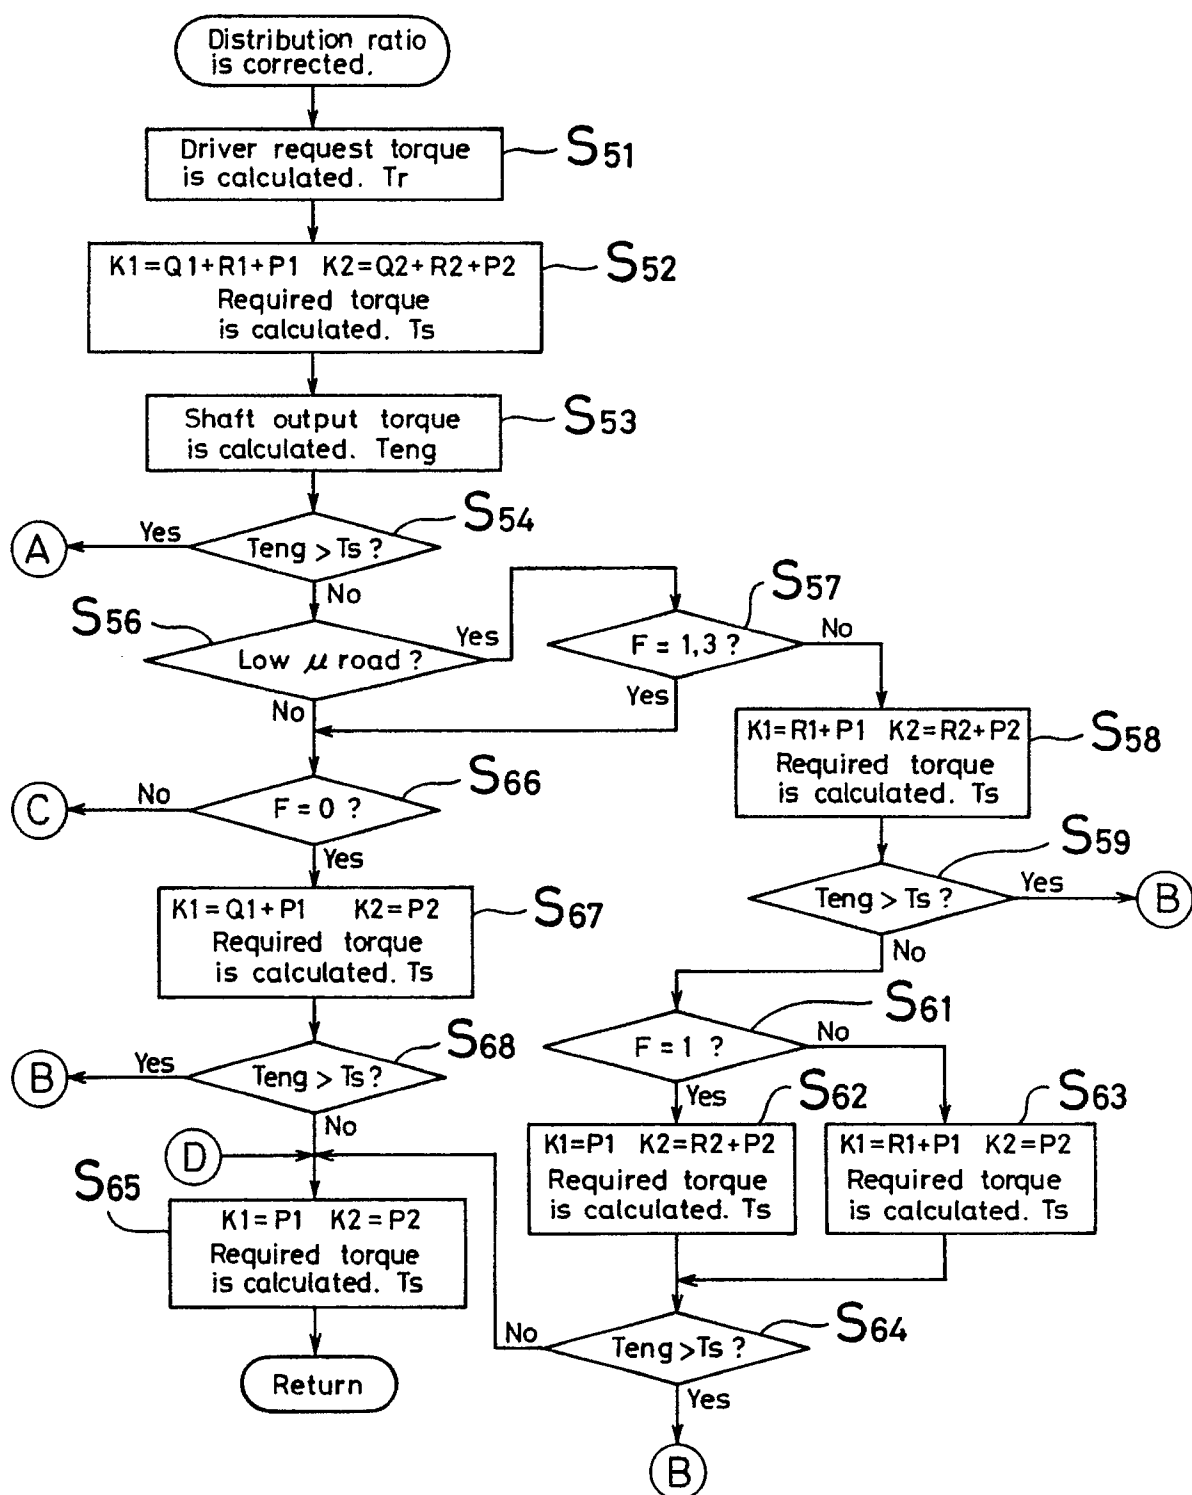 Distribution ratio
is corrected.
Driver request torque
is calculated. Tr
S51
K1=Q1+R1+P1 K2=Q2+R2+P2
Required torque
is calculated. Ts
S52
Shaft output torque
is calculated. Teng
S53
S54
A
Yes
Teng > Ts ?
No
S56
Low μ road ?
Yes
No
S57
F = 1,3 ?
No
Yes
K1=R1+P1 K2=R2+P2
Required torque
is calculated. Ts
S58
S66
C
No
F = 0 ?
Yes
S59
Teng > Ts ?
Yes
B
No
K1=Q1+P1 K2=P2
Required torque
is calculated. Ts
S67
S61
F = 1 ?
No
Yes
S68
B
Yes
Teng > Ts ?
No
S62
K1=P1 K2=R2+P2
Required torque
is calculated. Ts
S63
K1=R1+P1 K2=P2
Required torque
is calculated. Ts
D
S65
K1=P1 K2=P2
Required torque
is calculated. Ts
S64
No
Teng >Ts ?
Yes
Return
B